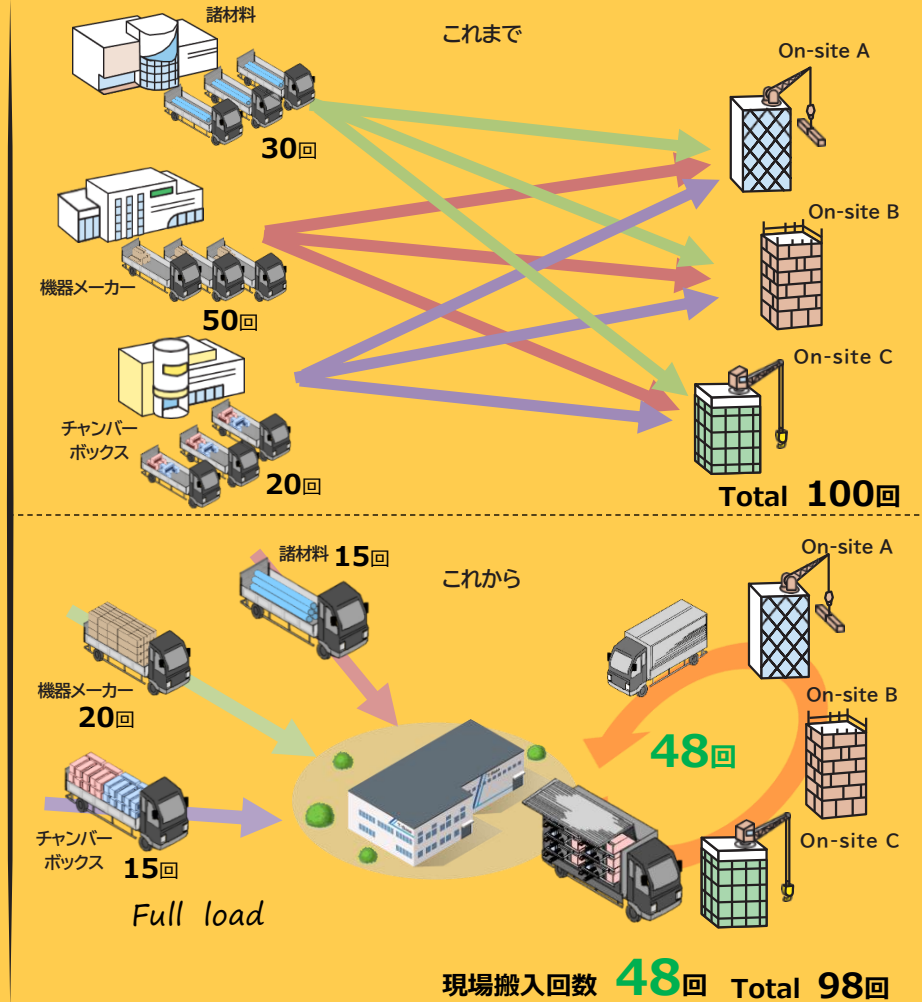 諸材料
これまで
On-site A
30回
On-site B
機器メーカー
50回
On-site C
チャンバー
ボックス
20回
Total 100回
諸材料 15回
これから
On-site A
機器メーカー
20回
On-site B
48回
チャンバー
ボックス
15回
On-site C
Full load
現場搬入回数 48回 Total 98回